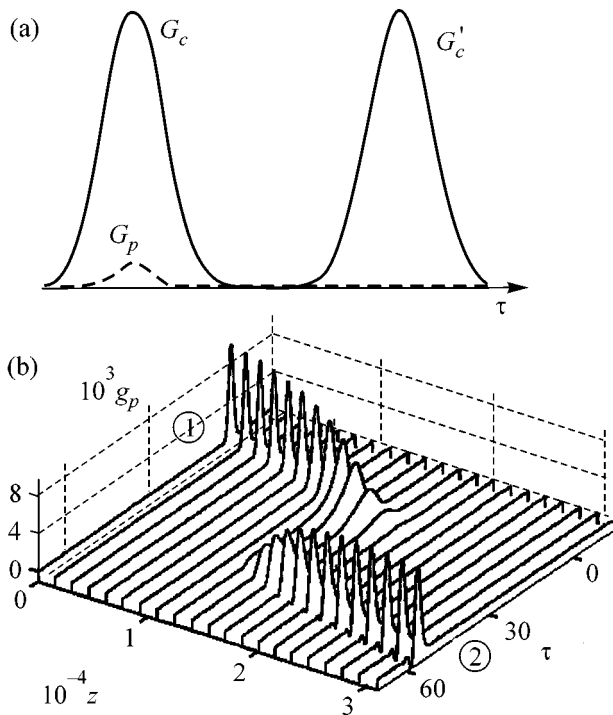 (a)
G_c
G_c'
G_p
τ
(b)
10^3 g_p
①
8
4
0
0
1
2
3
10^–4 z
0
30
60
②
τ